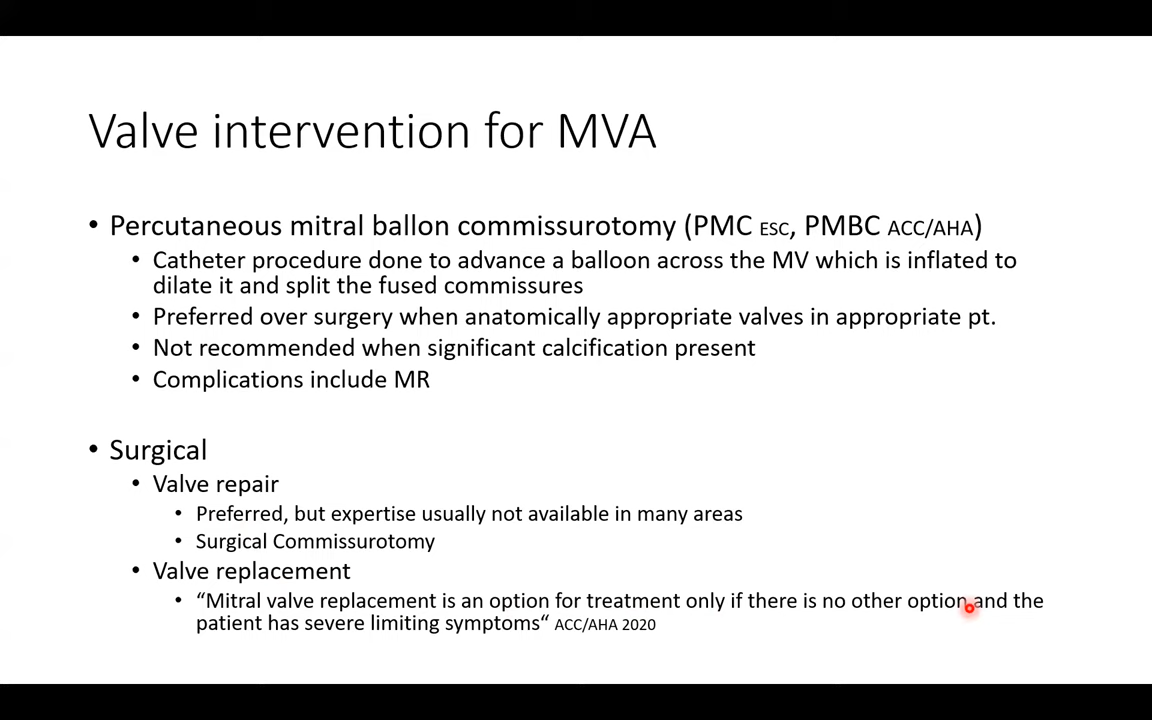 Valve intervention for MVA
• Percutaneous mitral ballon commissurotomy (PMC ESC, PMBC ACC/AHA)
• Catheter procedure done to advance a balloon across the MV which is inflated to
dilate it and split the fused commissures
• Preferred over surgery when anatomically appropriate valves in appropriate pt.
• Not recommended when significant calcification present
• Complications include MR
• Surgical
• Valve repair
• Preferred, but expertise usually not available in many areas
• Surgical Commissurotomy
• Valve replacement
• “Mitral valve replacement is an option for treatment only if there is no other option and the
patient has severe limiting symptoms“ ACC/AHA 2020